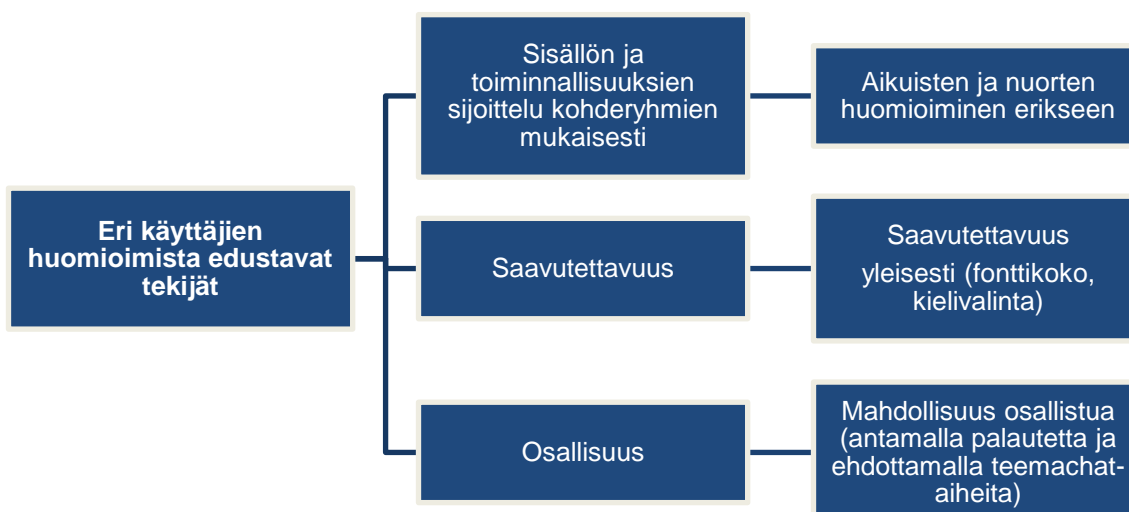 Eri käyttäjien
huomioimista edustavat
tekijät
Sisällön ja
toiminnallisuuksien
sijoittelu kohderyhmien
mukaisesti
Aikuisten ja nuorten
huomioiminen erikseen
Saavutettavuus
Saavutettavuus
yleisesti (fonttikoko,
kielivalinta)
Osallisuus
Mahdollisuus osallistua
(antamalla palautetta ja
ehdottamalla teemachat-
aiheita)